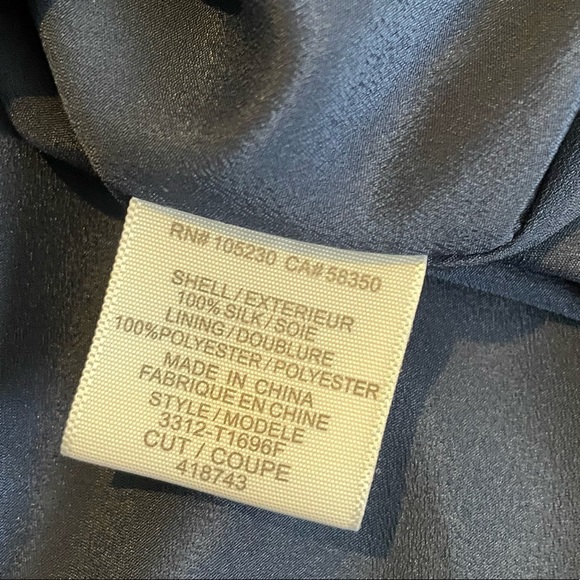 RN# 105230 CA# 58350
SHELL/EXTERIEUR
100% SILK/SOIE
LINING/DOUBLURE
100%POLYESTER/POLYESTER
MADE IN CHINA
FABRIQUE EN CHINE
STYLE/MODELE
3312-T1696F
CUT/COUPE
418743